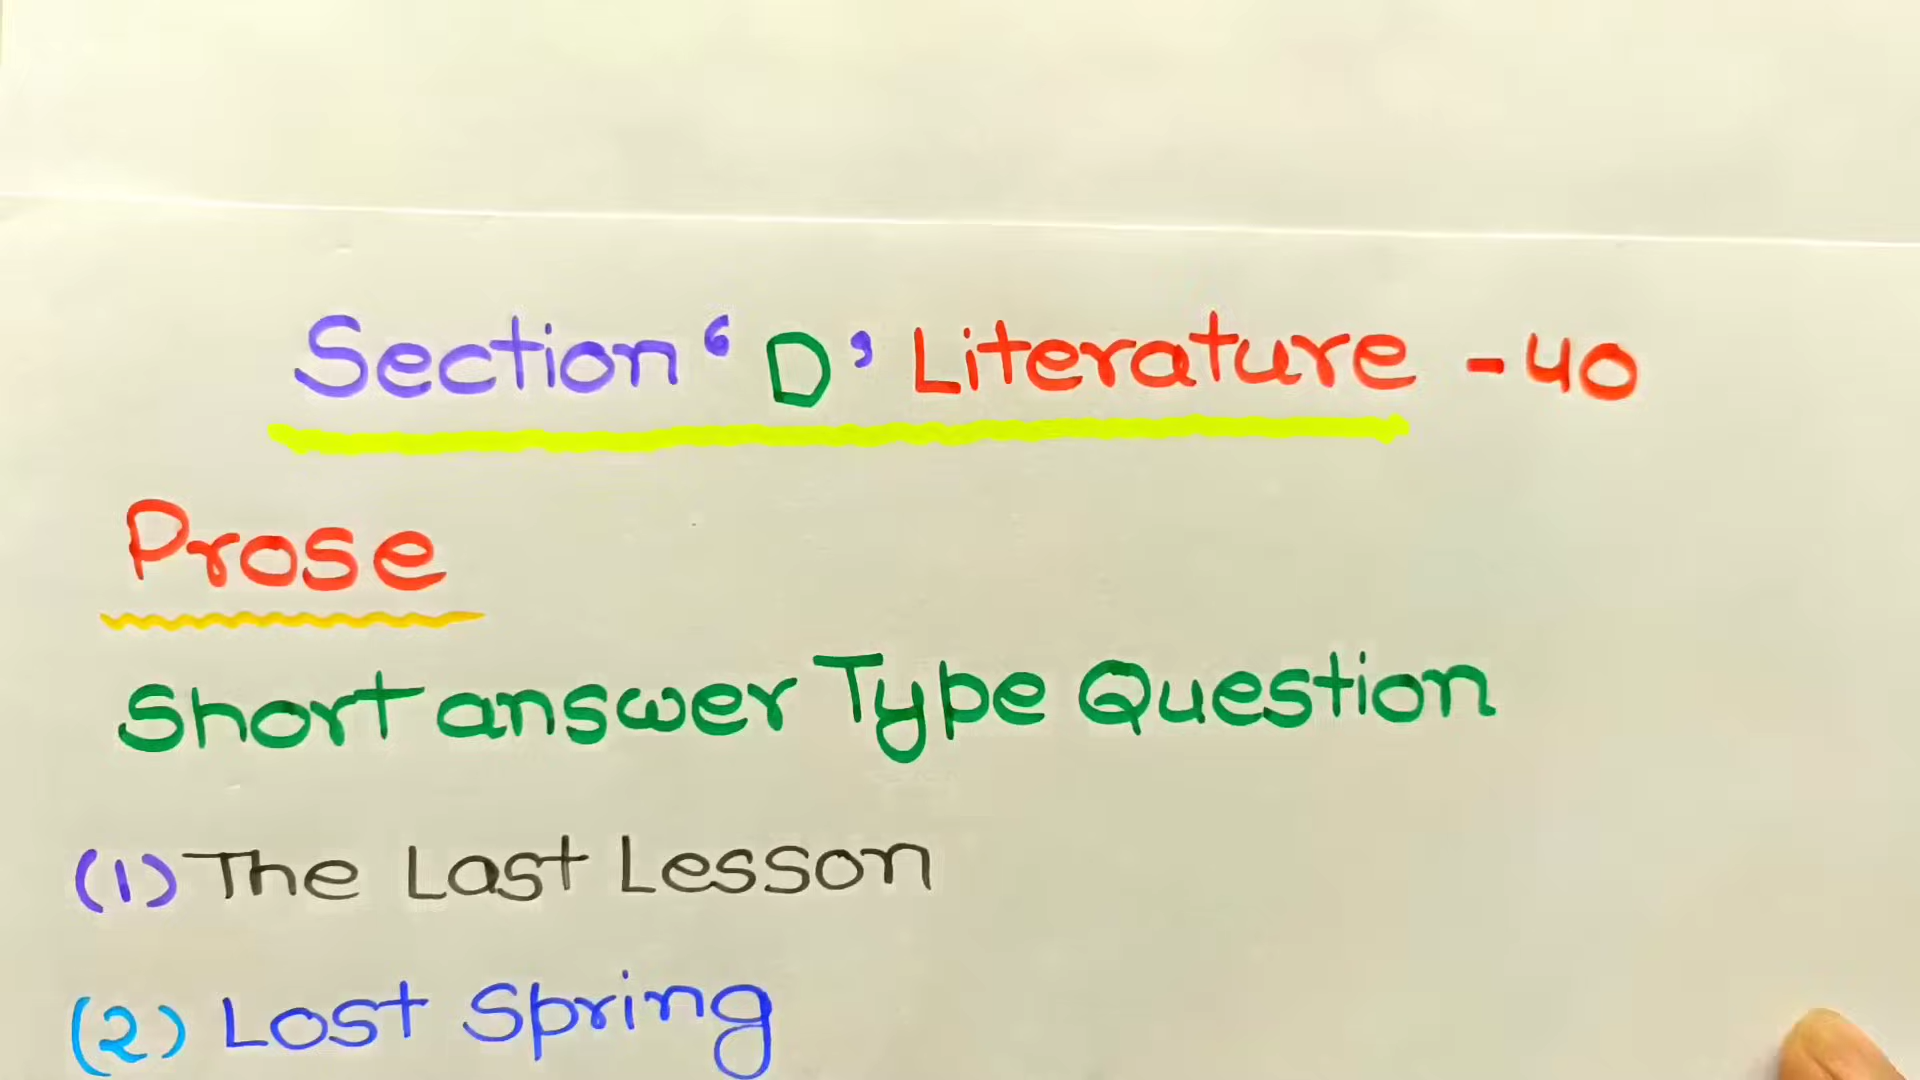 Section 'D' Literature - 40
Prose
Short answer Type Question
(1) The Last Lesson
(2) Lost Spring